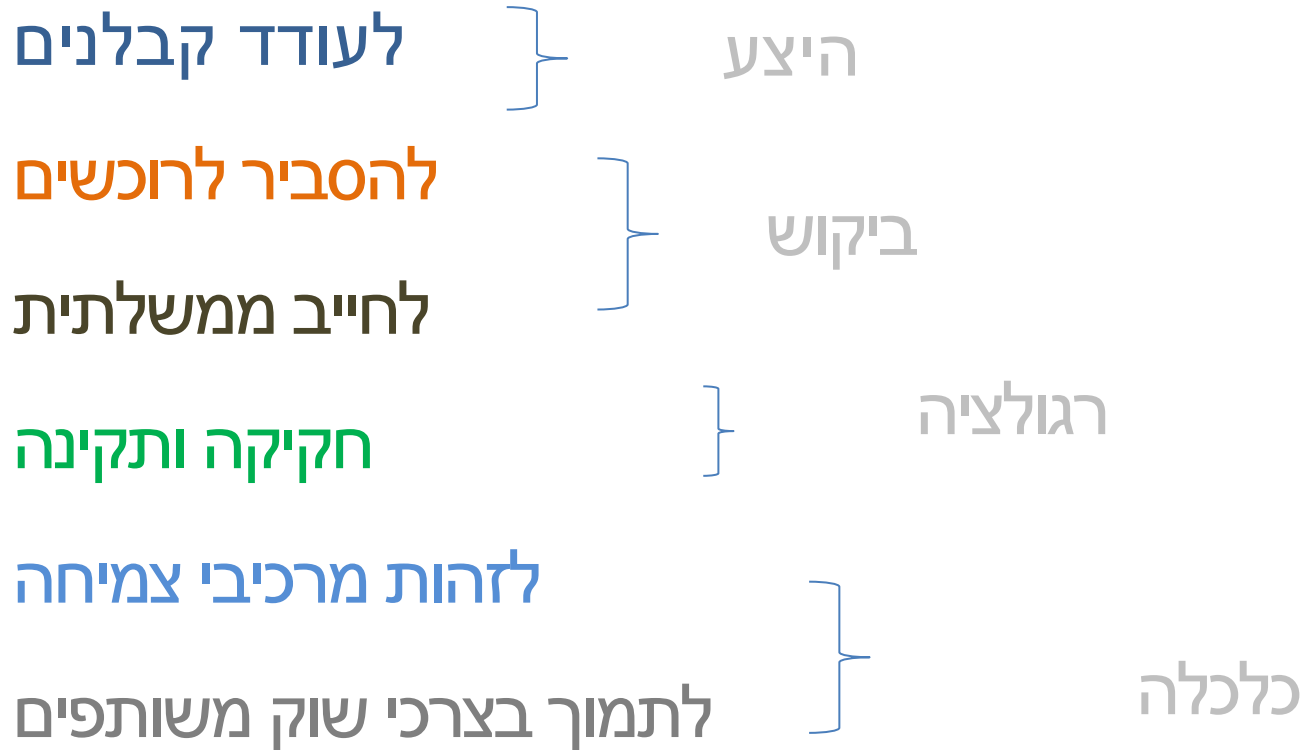 לעודד קבלנים
היצע
להסביר לרוכשים
ביקוש
לחייב ממשלתית
רגולציה
חקיקה ותקינה
לזהות מרכיבי צמיחה
כלכלה
לתמוך בצרכי שוק משותפים